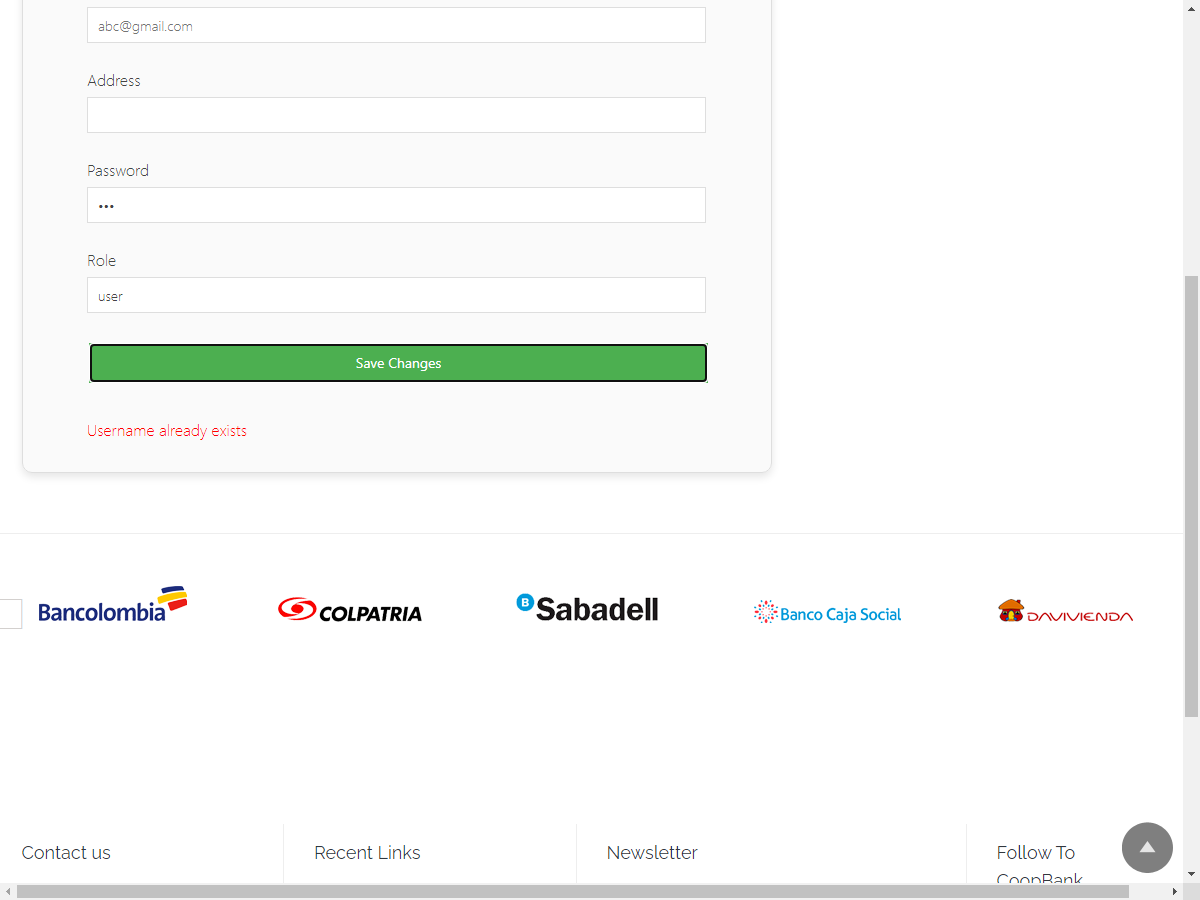 abc@gmail.com
Address
Password
Role
user
Save Changes
Username already exists
Bancolombia
COLPATRIA
B Sabadell
Banco Caja Social
DAVIVIENDA
Contact us
Recent Links
Newsletter
Follow To
CoopBank